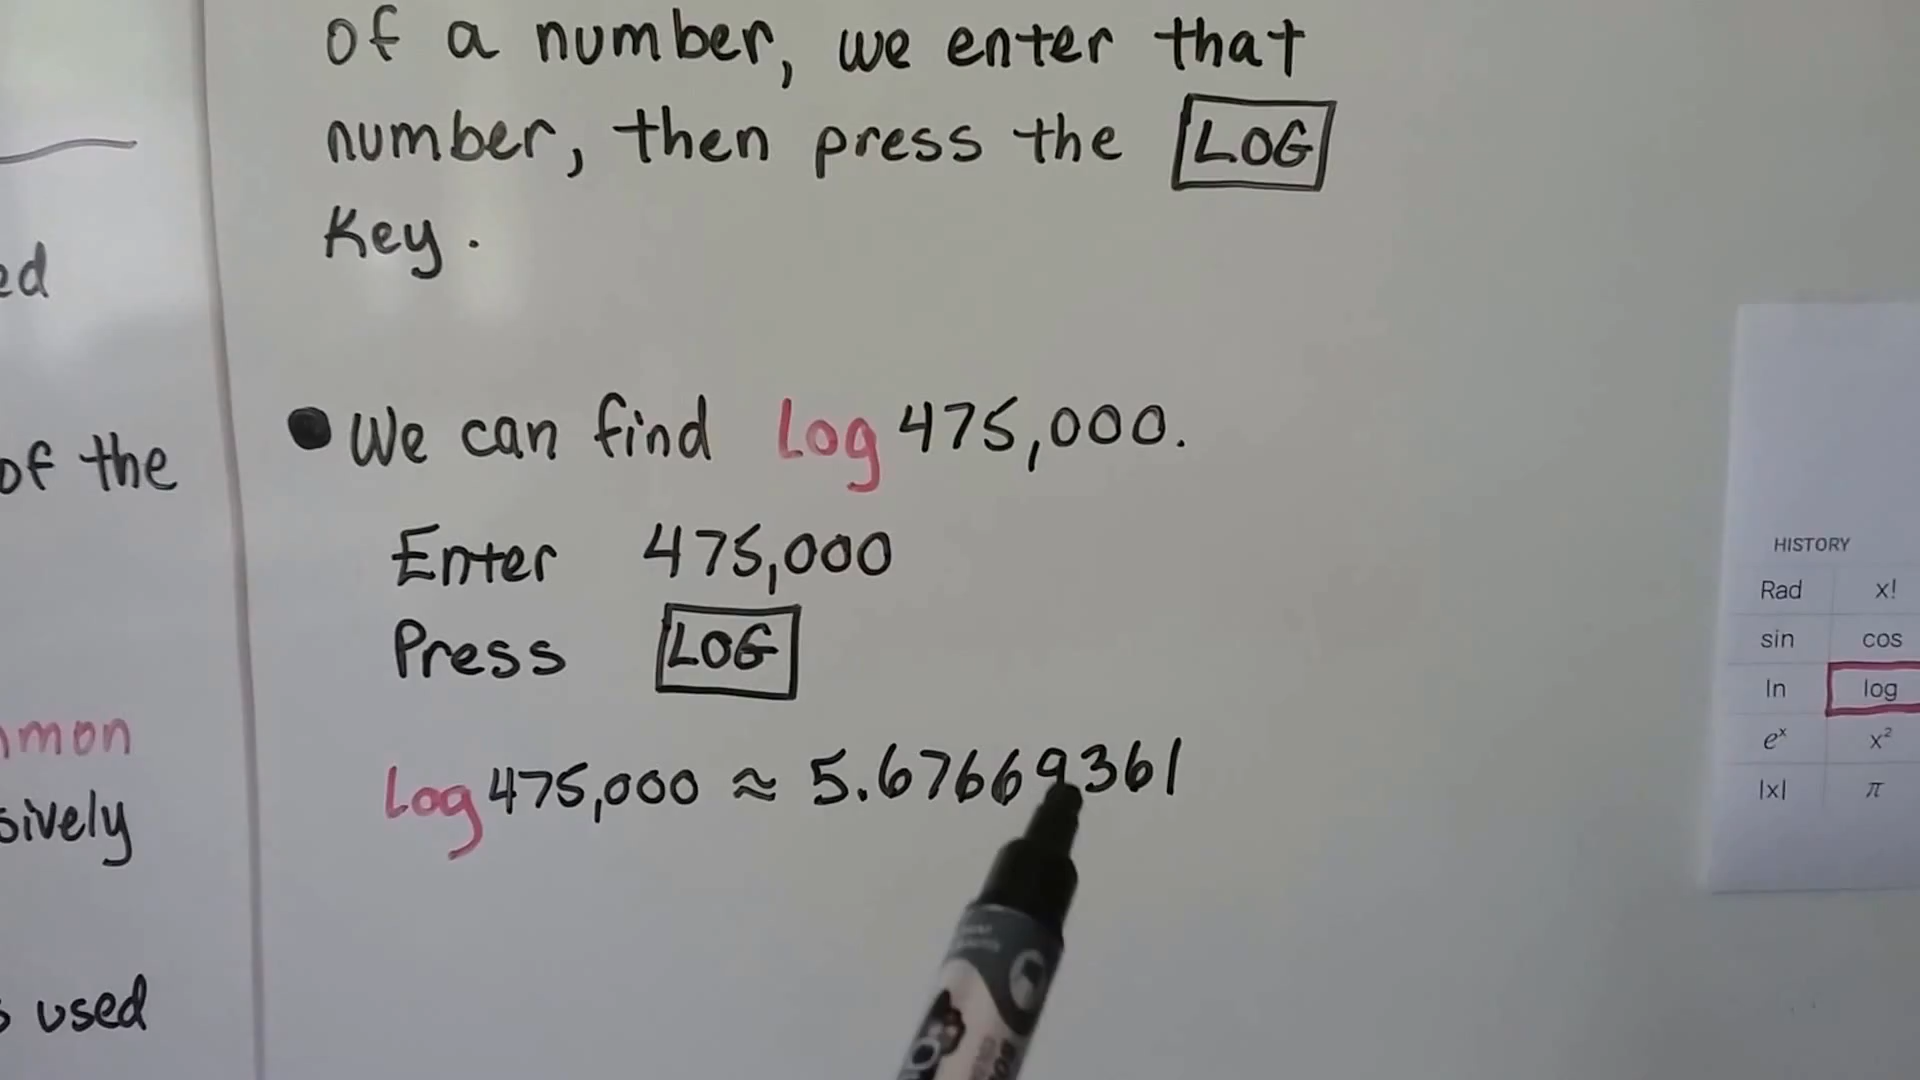 of a number, we enter that
number, then press the LOG
key.
ed
of the
• We can find Log 475,000.
Enter 475,000
Press LOG
mmon
sively
Log 475,000 ≈ 5.67669361
used
HISTORY
Rad x!
sin cos
ln log
eˣ x²
|x| π